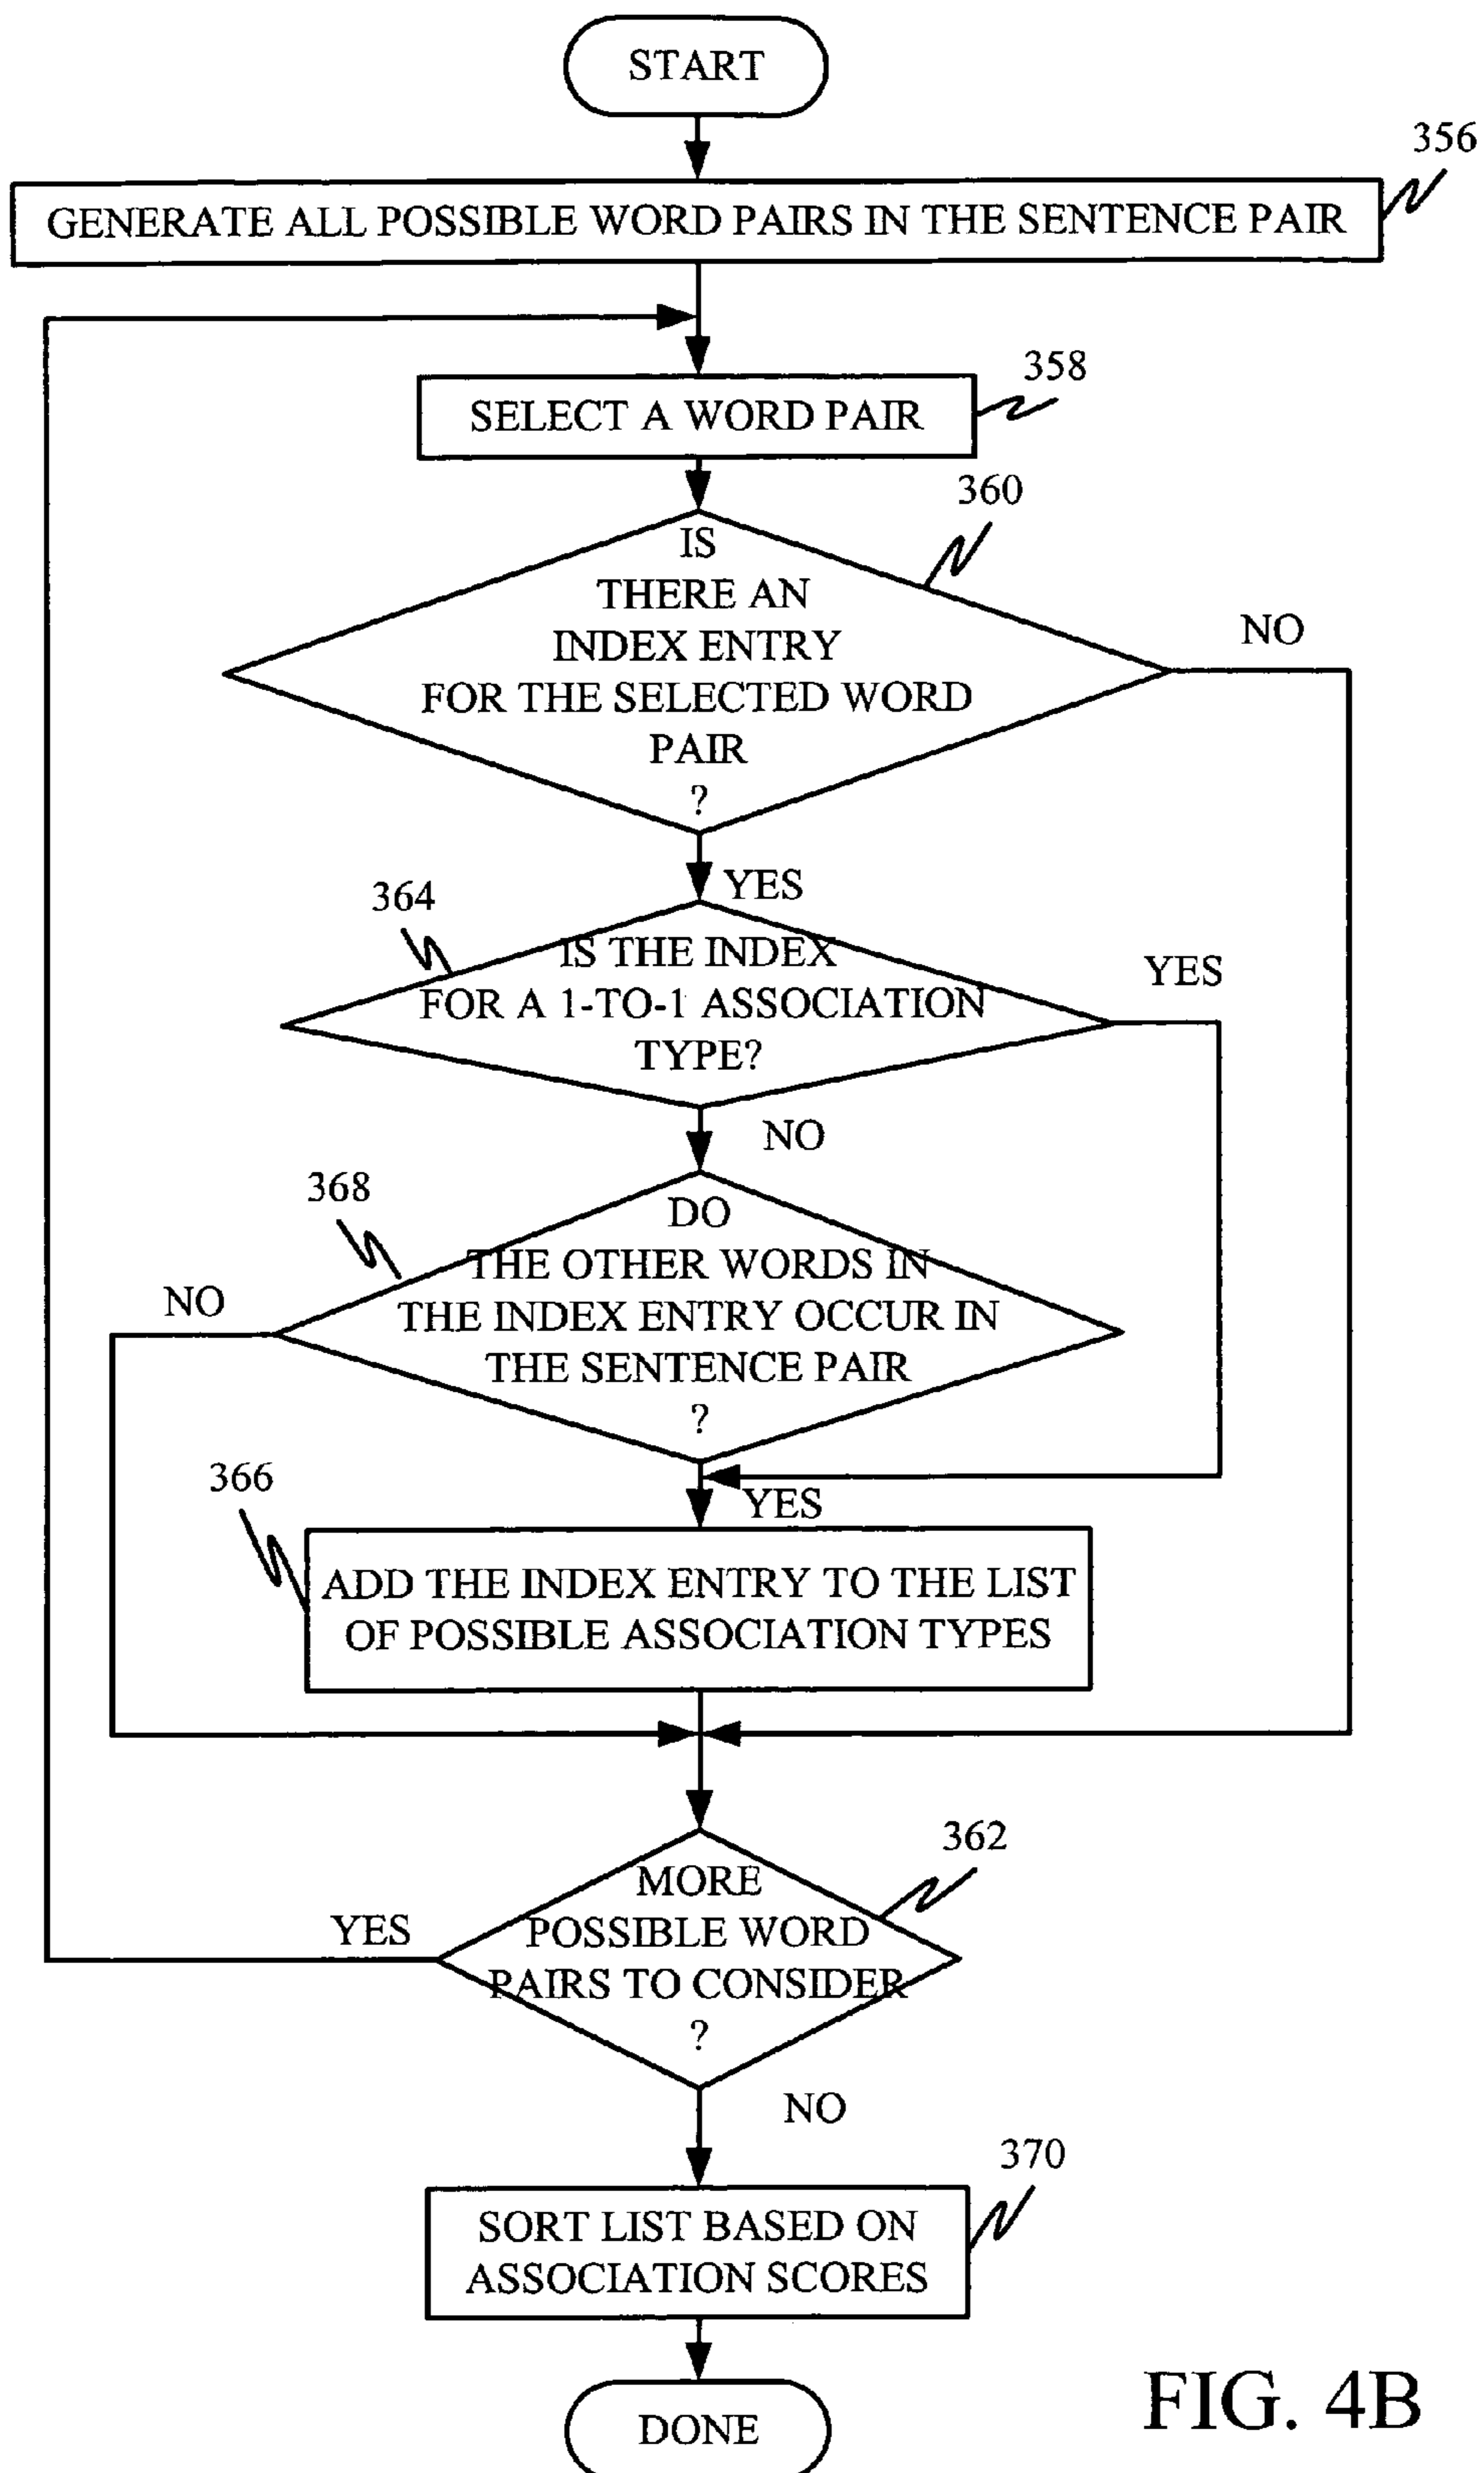 START
356
GENERATE ALL POSSIBLE WORD PAIRS IN THE SENTENCE PAIR
358
SELECT A WORD PAIR
360
IS
THERE AN
INDEX ENTRY
FOR THE SELECTED WORD
PAIR
?
NO
YES
364
IS THE INDEX
FOR A 1-TO-1 ASSOCIATION
TYPE?
YES
NO
368
DO
THE OTHER WORDS IN
THE INDEX ENTRY OCCUR IN
THE SENTENCE PAIR
?
NO
YES
366
ADD THE INDEX ENTRY TO THE LIST
OF POSSIBLE ASSOCIATION TYPES
362
MORE
POSSIBLE WORD
PAIRS TO CONSIDER
?
YES
NO
370
SORT LIST BASED ON
ASSOCIATION SCORES
DONE
FIG. 4B